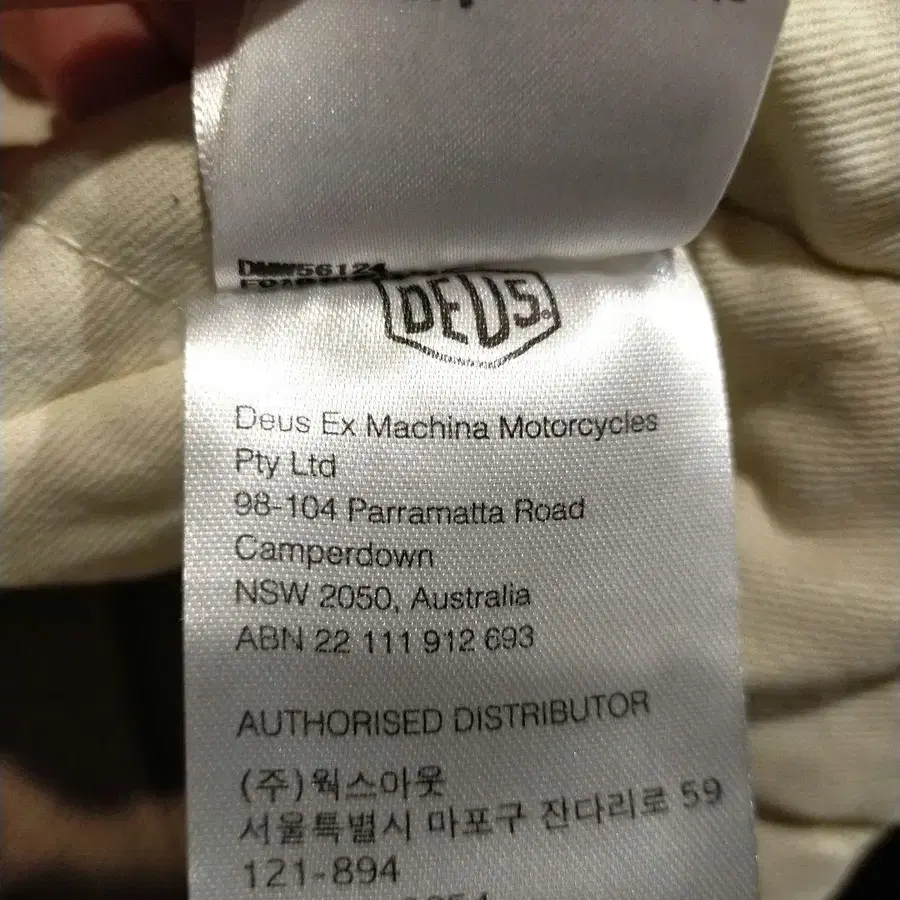 DMW56124
DEUS
Deus Ex Machina Motorcycles
Pty Ltd
98-104 Parramatta Road
Camperdown
NSW 2050, Australia
ABN 22 111 912 693
AUTHORISED DISTRIBUTOR
(주)웍스아웃
서울특별시 마포구 잔다리로 59
121-894